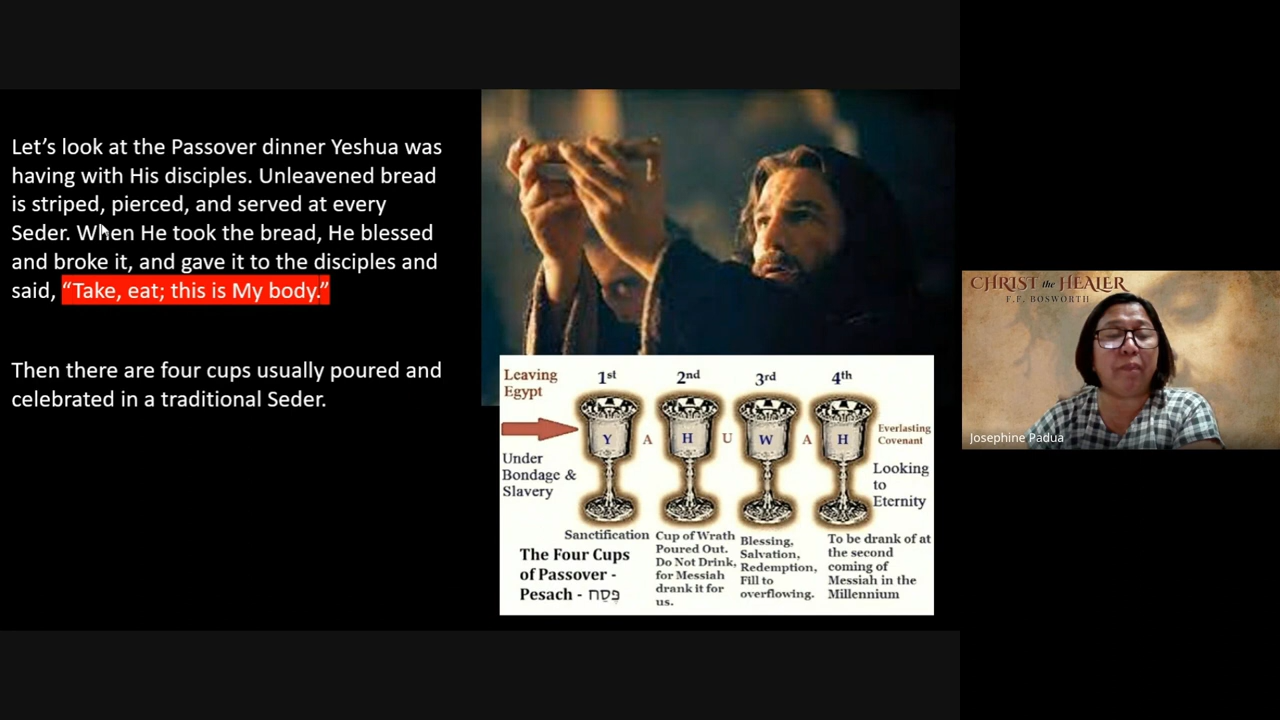 Let’s look at the Passover dinner Yeshua was
having with His disciples. Unleavened bread
is striped, pierced, and served at every
Seder. When He took the bread, He blessed
and broke it, and gave it to the disciples and
said, “Take, eat; this is My body.”
Then there are four cups usually poured and
celebrated in a traditional Seder.
Leaving
Egypt
1st 2nd 3rd 4th
Y A H U W A H
Under
Bondage &
Slavery
Everlasting
Covenant
Looking
to
Eternity
Sanctification
Cup of Wrath
Poured Out.
Do Not Drink,
for Messiah
drank it for
us.
Blessing,
Salvation,
Redemption,
Fill to
overflowing.
To be drank of at
the second
coming of
Messiah in the
Millennium
The Four Cups
of Passover -
Pesach - פֶּסַח
CHRIST the HEALER
F.F. BOSWORTH
Josephine Padua